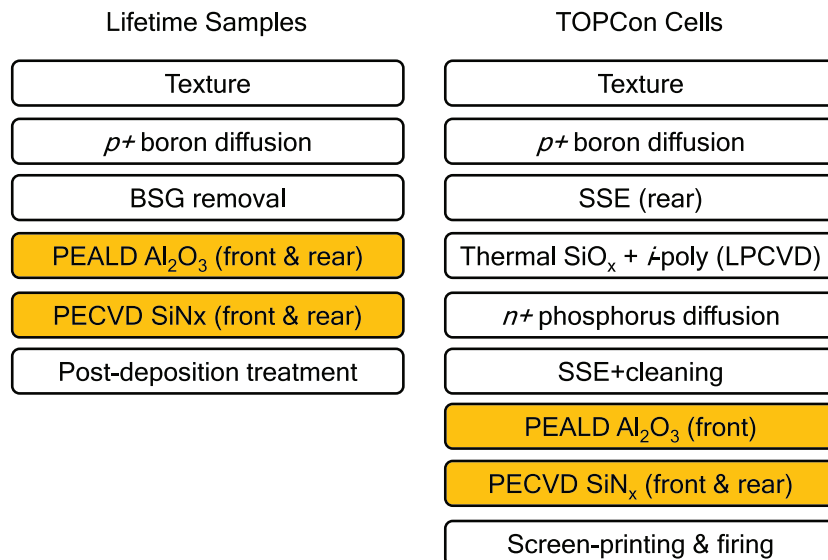 Lifetime Samples
Texture
p+ boron diffusion
BSG removal
PEALD Al₂O₃ (front & rear)
PECVD SiNx (front & rear)
Post-deposition treatment
TOPCon Cells
Texture
p+ boron diffusion
SSE (rear)
Thermal SiOₓ + i-poly (LPCVD)
n+ phosphorus diffusion
SSE+cleaning
PEALD Al₂O₃ (front)
PECVD SiNₓ (front & rear)
Screen-printing & firing